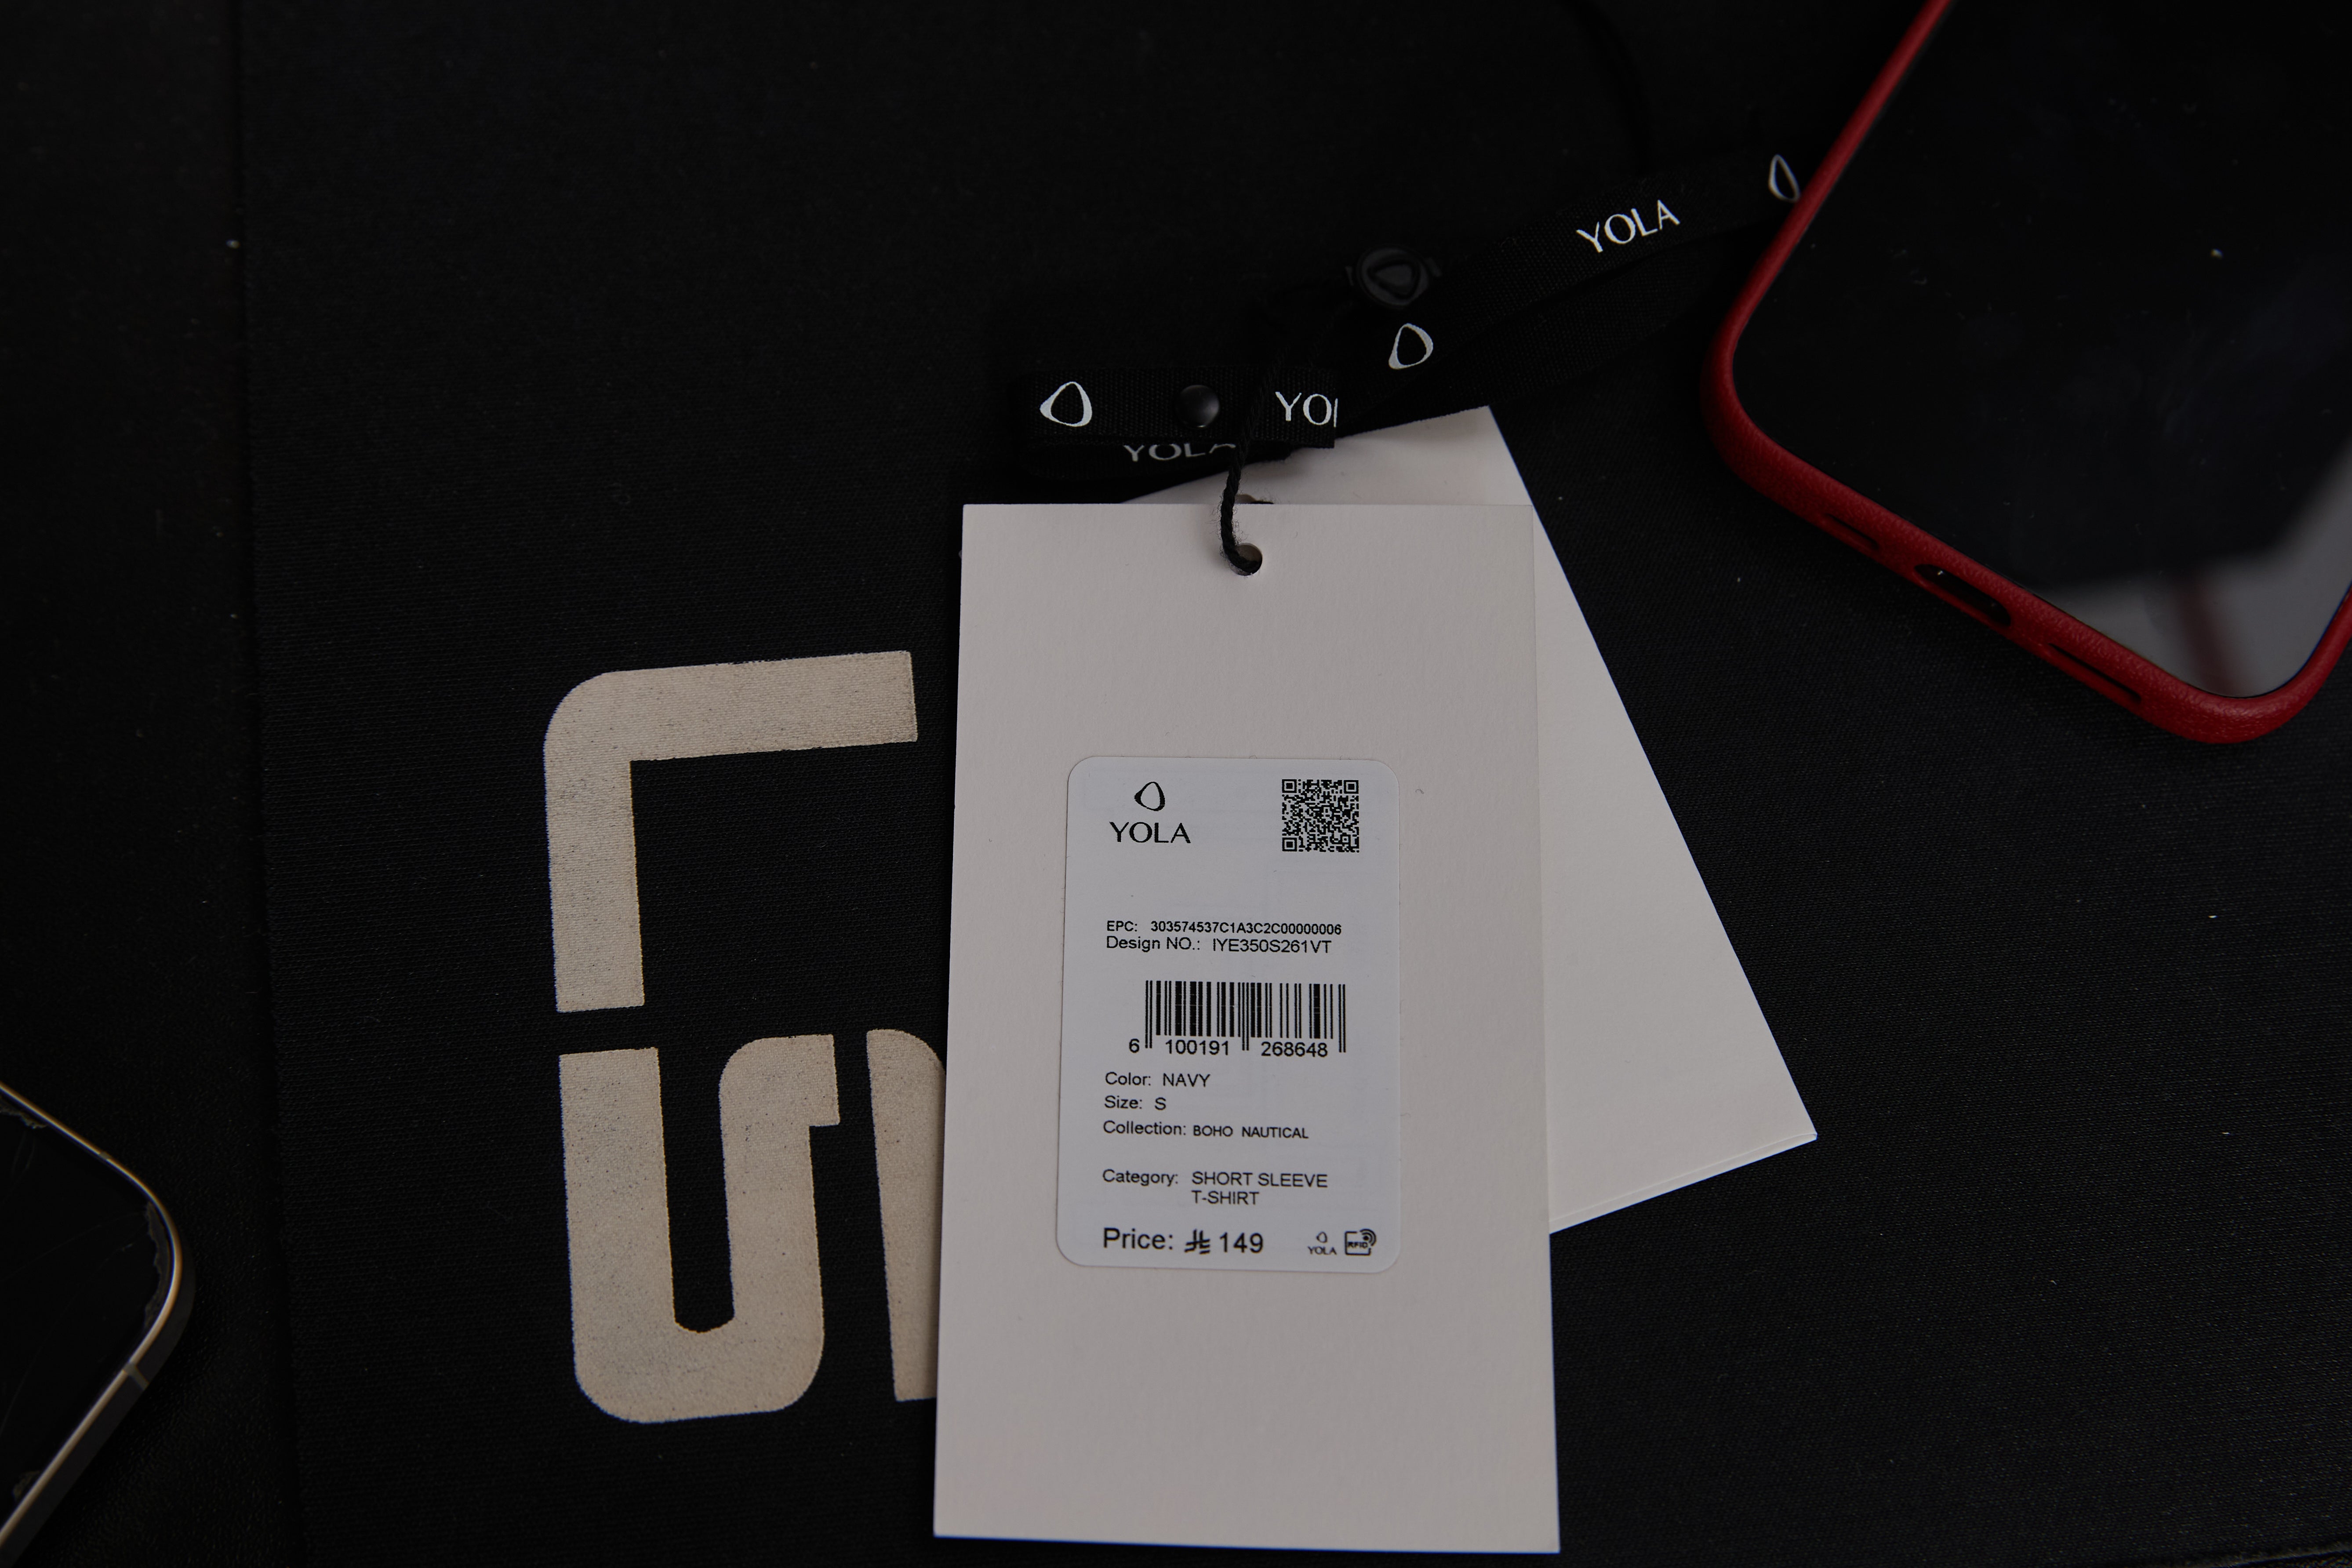 YOLA
YO
YOLA
YOLA
EPC: 303574537C1A3C2C00000006
Design NO.: IYE350S261VT
6 100191 268648
Color: NAVY
Size: S
Collection: BOHO NAUTICAL
Category: SHORT SLEEVE
T-SHIRT
Price: ⃁ 149
YOLA RFID